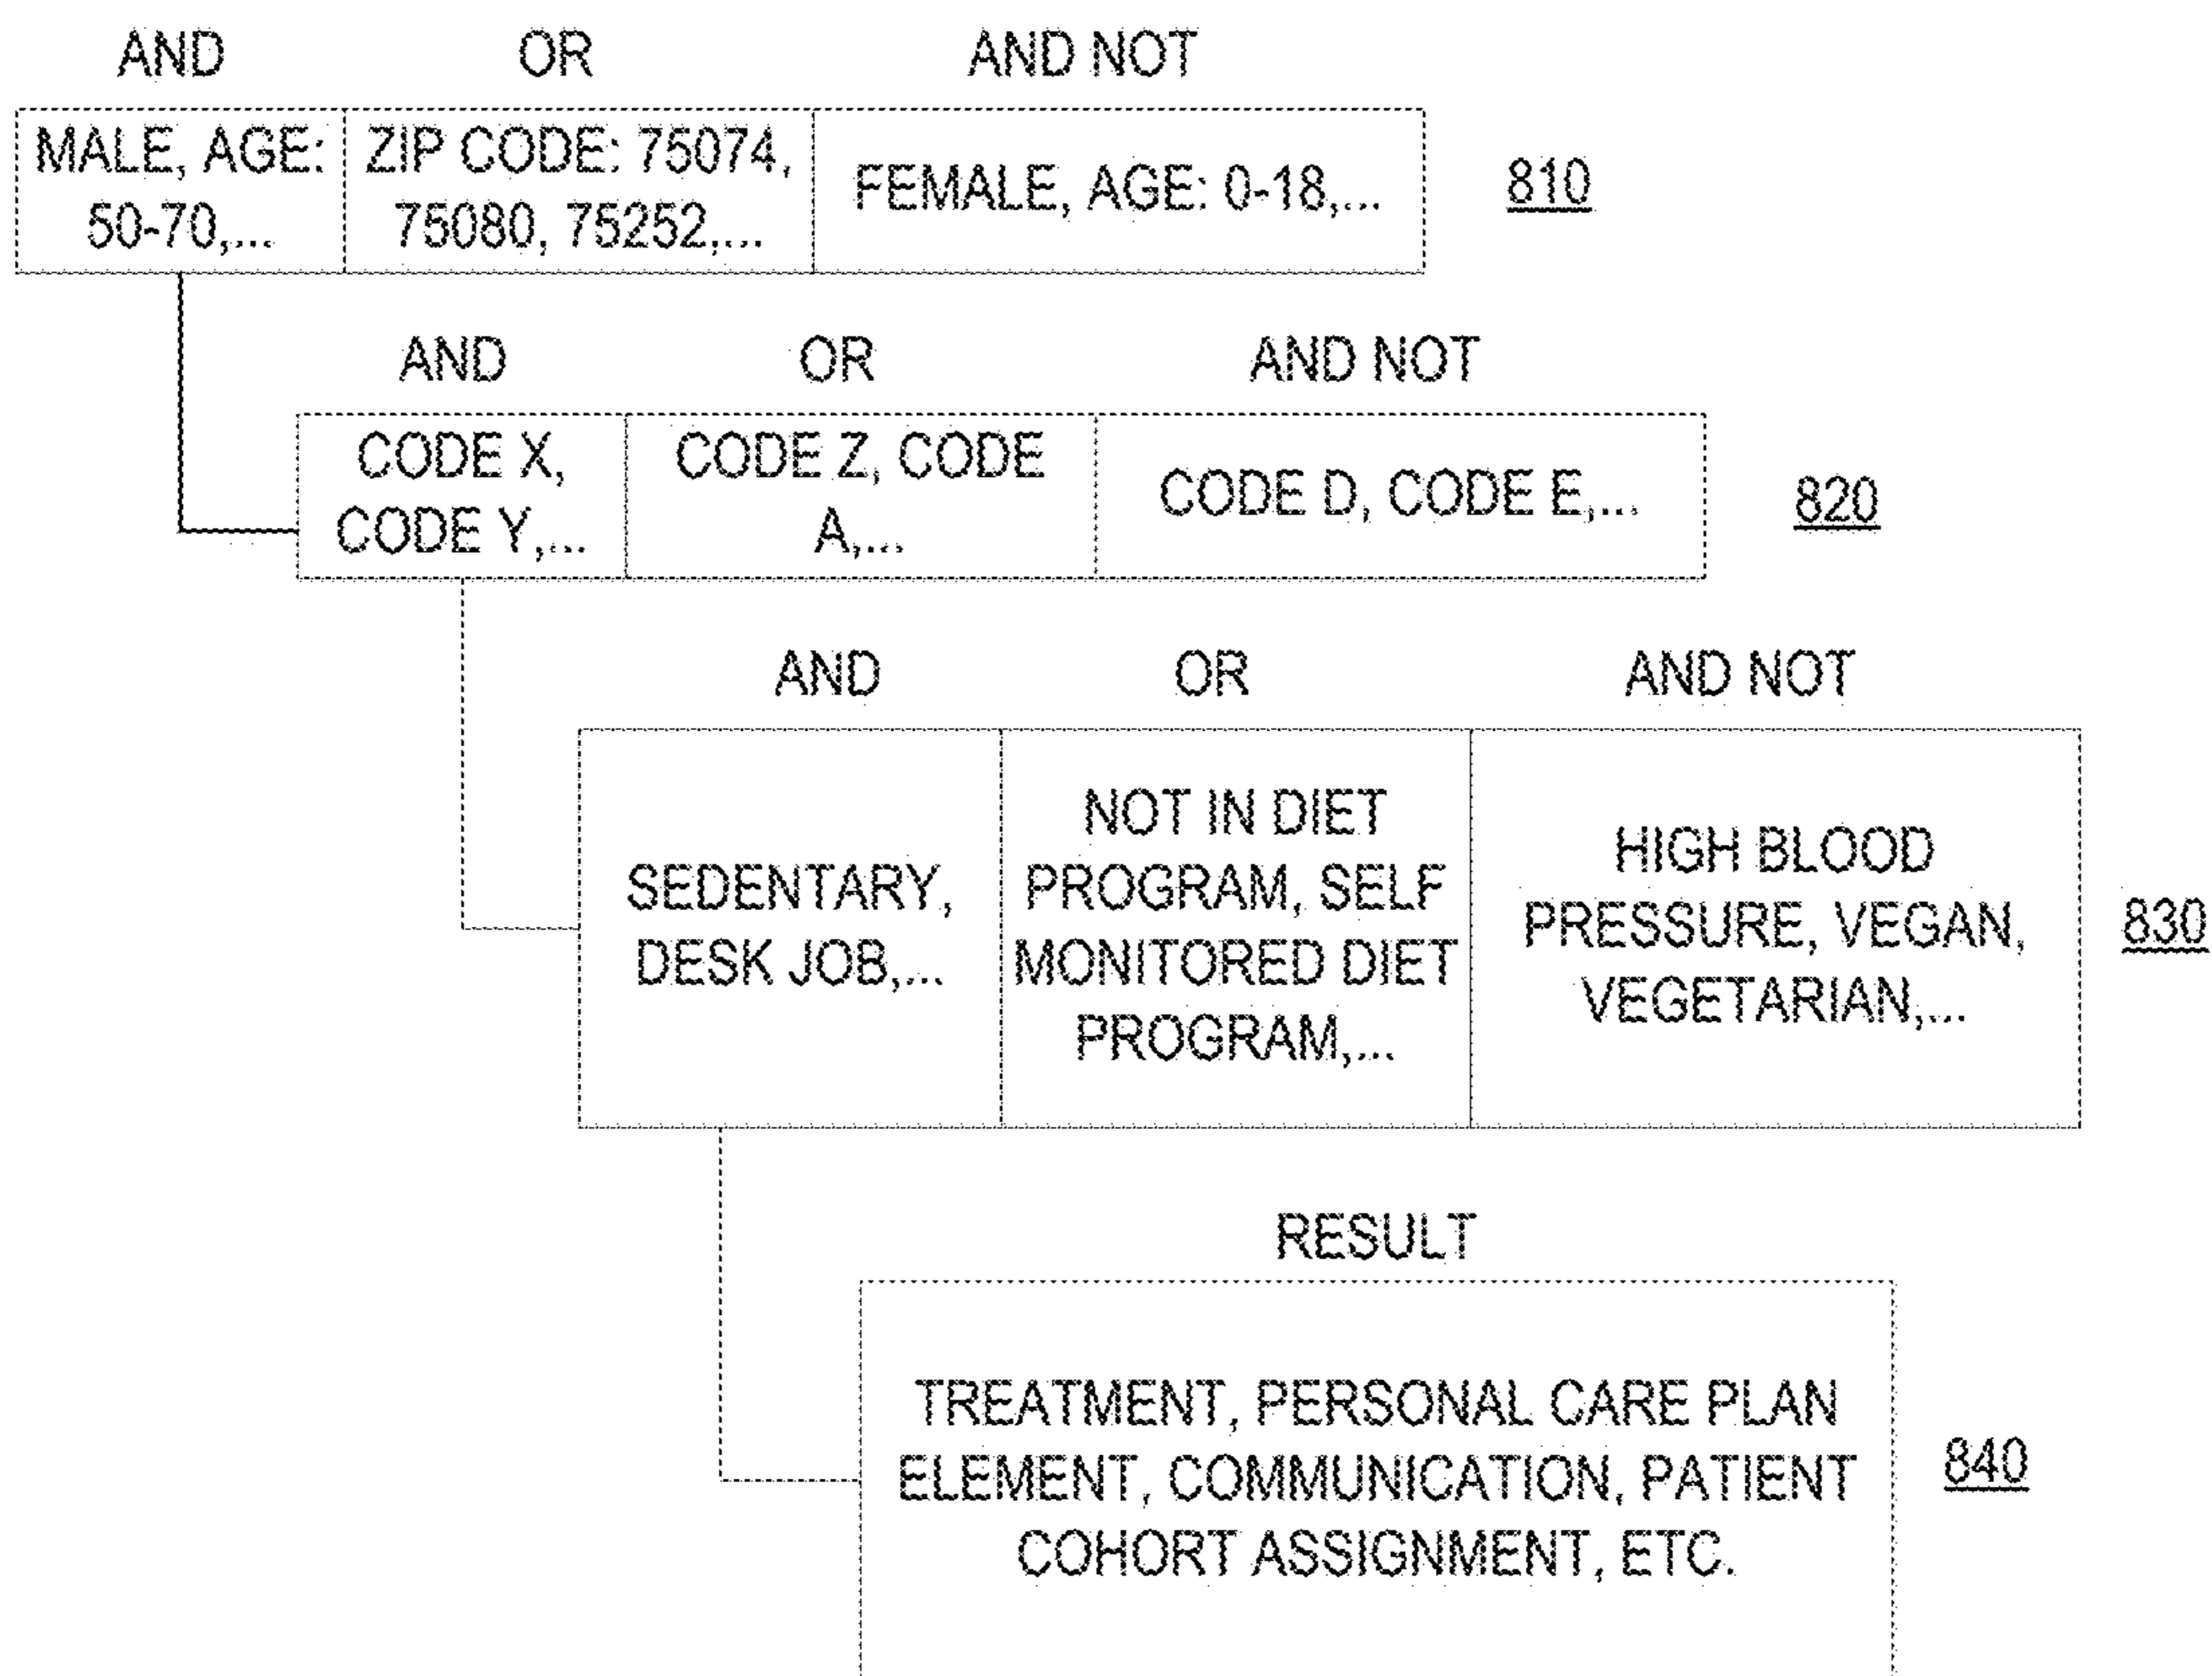 AND OR AND NOT
MALE, AGE: 50-70,...
ZIP CODE: 75074, 75080, 75252,...
FEMALE, AGE: 0-18,...
810
AND OR AND NOT
CODE X, CODE Y,...
CODE Z, CODE A,...
CODE D, CODE E,...
820
AND OR AND NOT
SEDENTARY,
DESK JOB,...
NOT IN DIET
PROGRAM, SELF
MONITORED DIET
PROGRAM,...
HIGH BLOOD
PRESSURE, VEGAN,
VEGETARIAN,...
830
RESULT
TREATMENT, PERSONAL CARE PLAN
ELEMENT, COMMUNICATION, PATIENT
COHORT ASSIGNMENT, ETC.
840